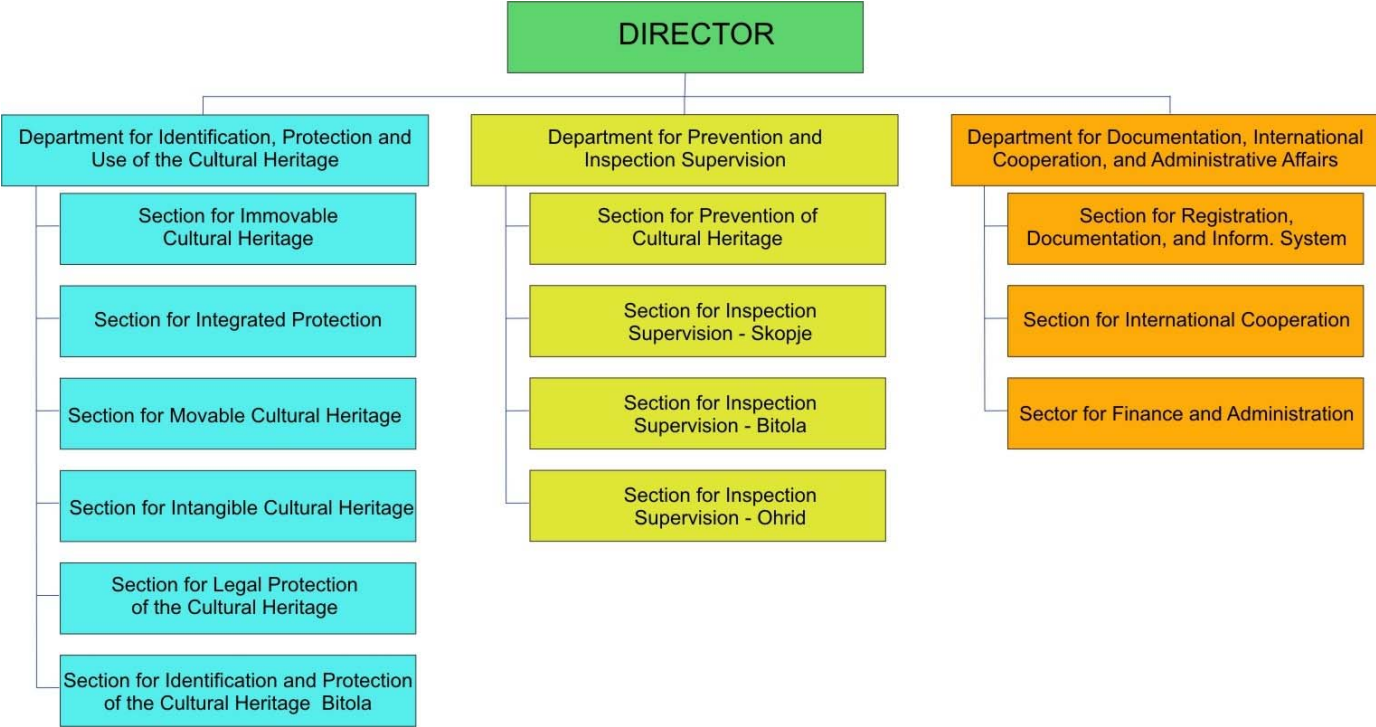 DIRECTOR
Department for Identification, Protection and
Use of the Cultural Heritage
Section for Immovable
Cultural Heritage
Section for Integrated Protection
Section for Movable Cultural Heritage
Section for Intangible Cultural Heritage
Section for Legal Protection
of the Cultural Heritage
Section for Identification and Protection
of the Cultural Heritage Bitola
Department for Prevention and
Inspection Supervision
Section for Prevention of
Cultural Heritage
Section for Inspection
Supervision - Skopje
Section for Inspection
Supervision - Bitola
Section for Inspection
Supervision - Ohrid
Department for Documentation, International
Cooperation, and Administrative Affairs
Section for Registration,
Documentation, and Inform. System
Section for International Cooperation
Sector for Finance and Administration